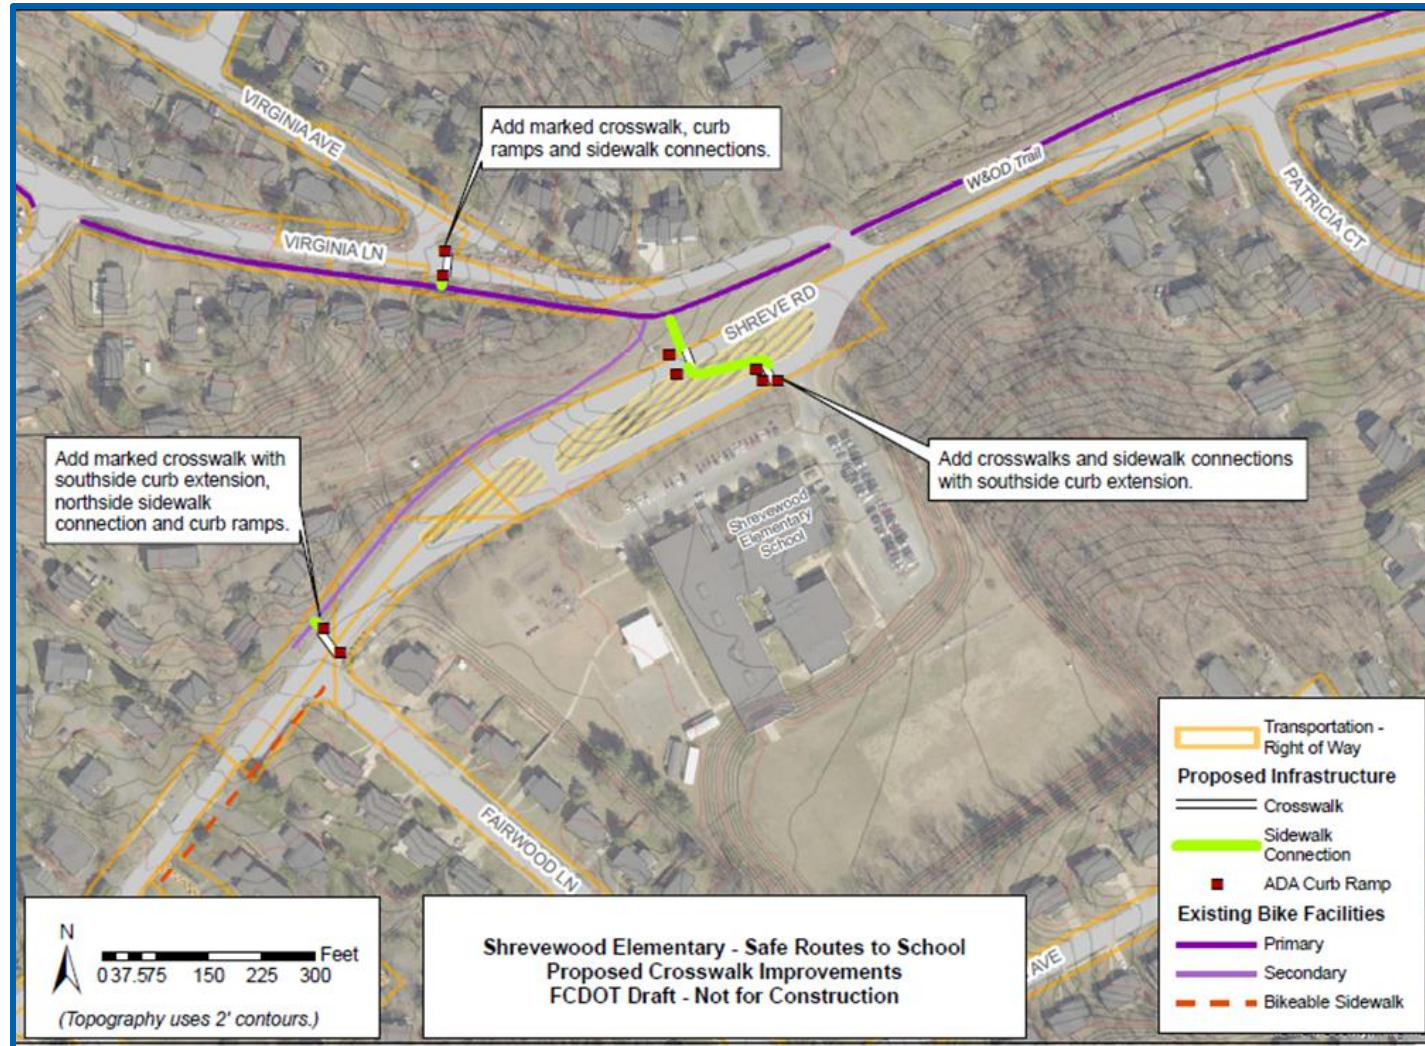 VIRGINIA AVE
Add marked crosswalk, curb
ramps and sidewalk connections.
W&OD Trail
PATRICIA CT
VIRGINIA LN
SHREVE RD
Add marked crosswalk with
southside curb extension,
northside sidewalk
connection and curb ramps.
Add crosswalks and sidewalk connections
with southside curb extension.
Shrevewood
Elementary
School
FAIRWOOD LN
AVE
Transportation -
Right of Way
Proposed Infrastructure
Crosswalk
Sidewalk
Connection
ADA Curb Ramp
Existing Bike Facilities
Primary
Secondary
Bikeable Sidewalk
N
Feet
0 37.5 75 150 225 300
(Topography uses 2' contours.)
Shrevewood Elementary - Safe Routes to School
Proposed Crosswalk Improvements
FCDOT Draft - Not for Construction